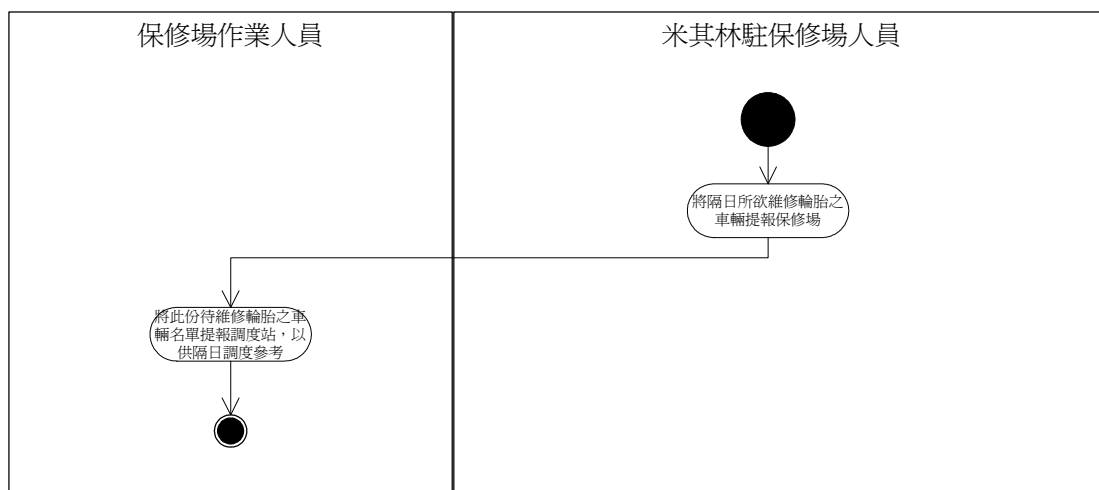 保修場作業人員
米其林駐保修場人員
將隔日所欲維修輪胎之
車輛提報保修場
將此份待維修輪胎之車
輛名單提報調度站，以
供隔日調度參考